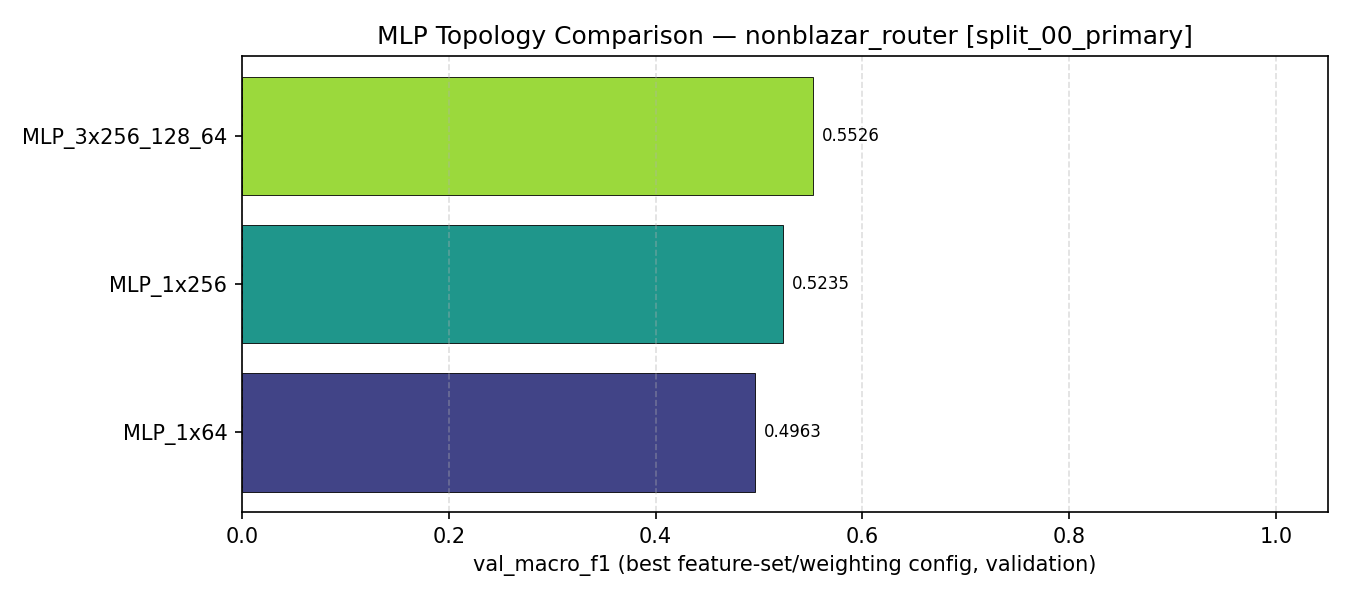 MLP Topology Comparison — nonblazar_router [split_00_primary]
MLP_3x256_128_64
0.5526
MLP_1x256
0.5235
MLP_1x64
0.4963
0.0 0.2 0.4 0.6 0.8 1.0
val_macro_f1 (best feature-set/weighting config, validation)